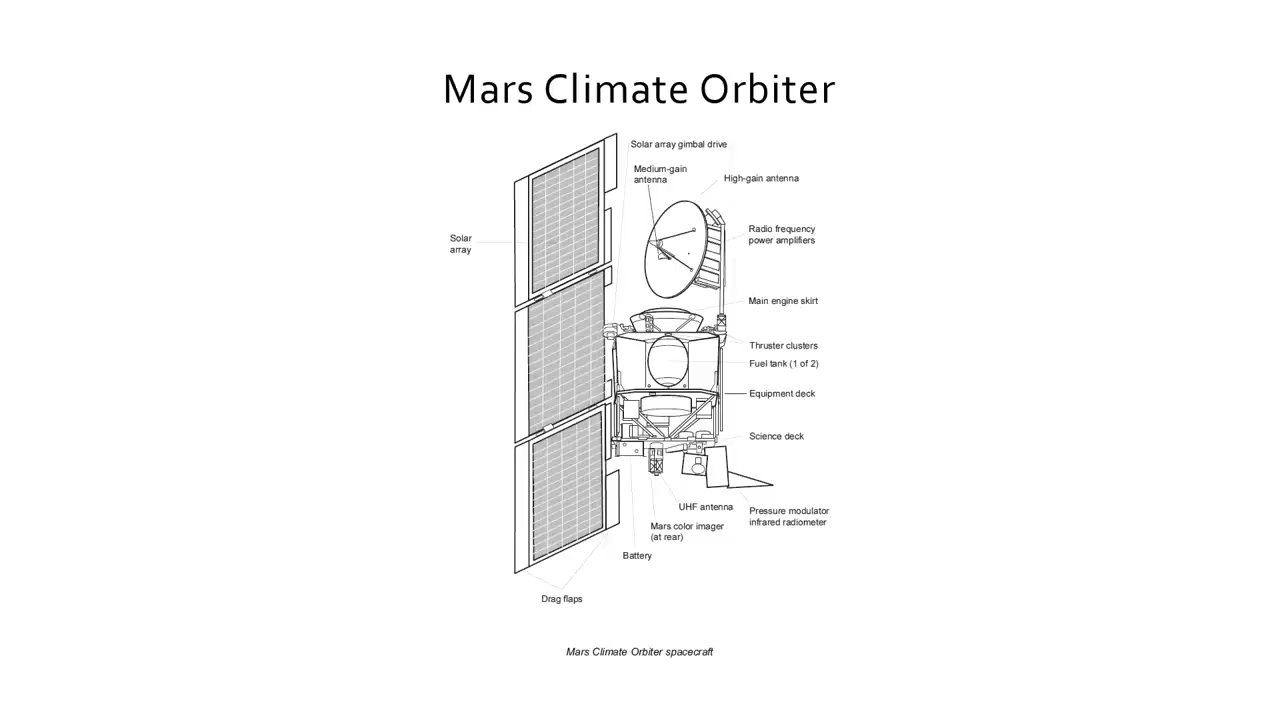 Mars Climate Orbiter
Solar array gimbal drive
Medium-gain
antenna
High-gain antenna
Radio frequency
power amplifiers
Solar
array
Main engine skirt
Thruster clusters
Fuel tank (1 of 2)
Equipment deck
Science deck
UHF antenna
Pressure modulator
infrared radiometer
Mars color imager
(at rear)
Battery
Drag flaps
Mars Climate Orbiter spacecraft